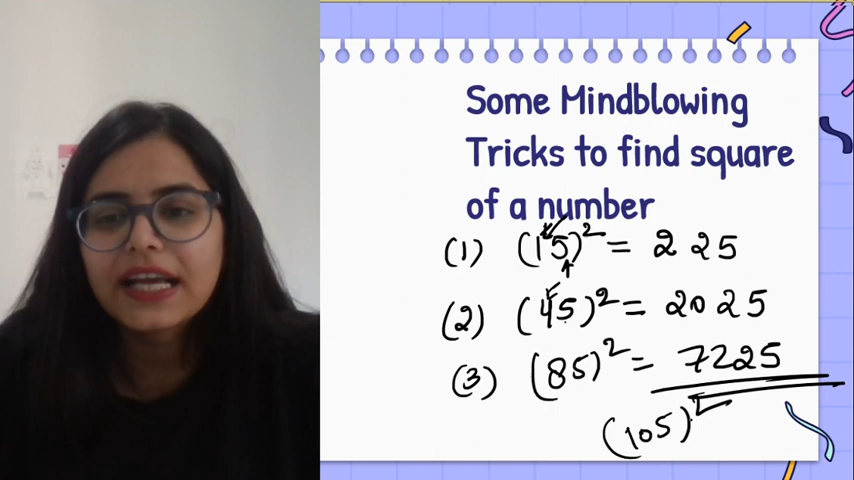 Some Mindblowing
Tricks to find square
of a number
(1) (15)² = 225
(2) (45)² = 2025
(3) (85)² = 7225
(105)²